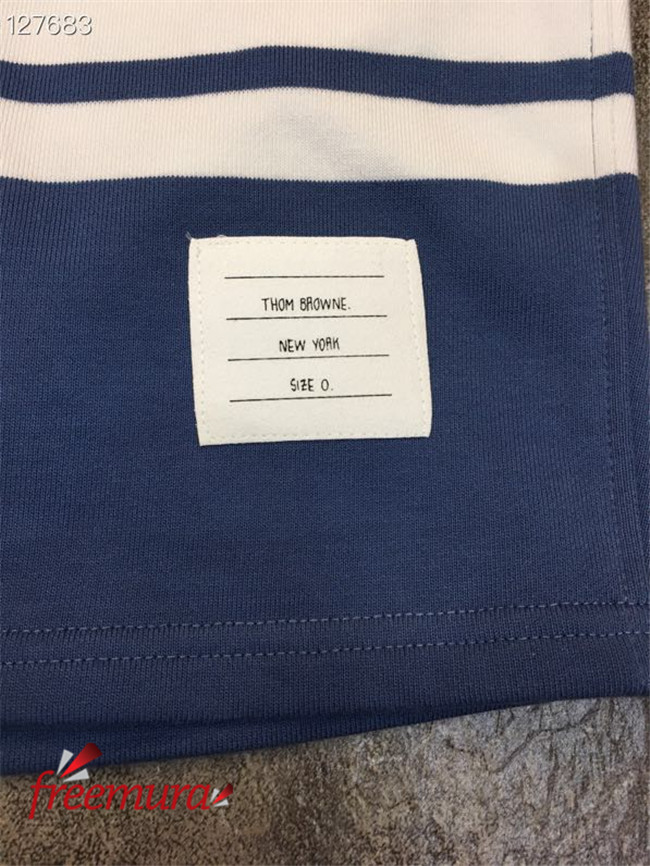 127683
THOM BROWNE.
NEW YORK
SIZE 0.
freemura